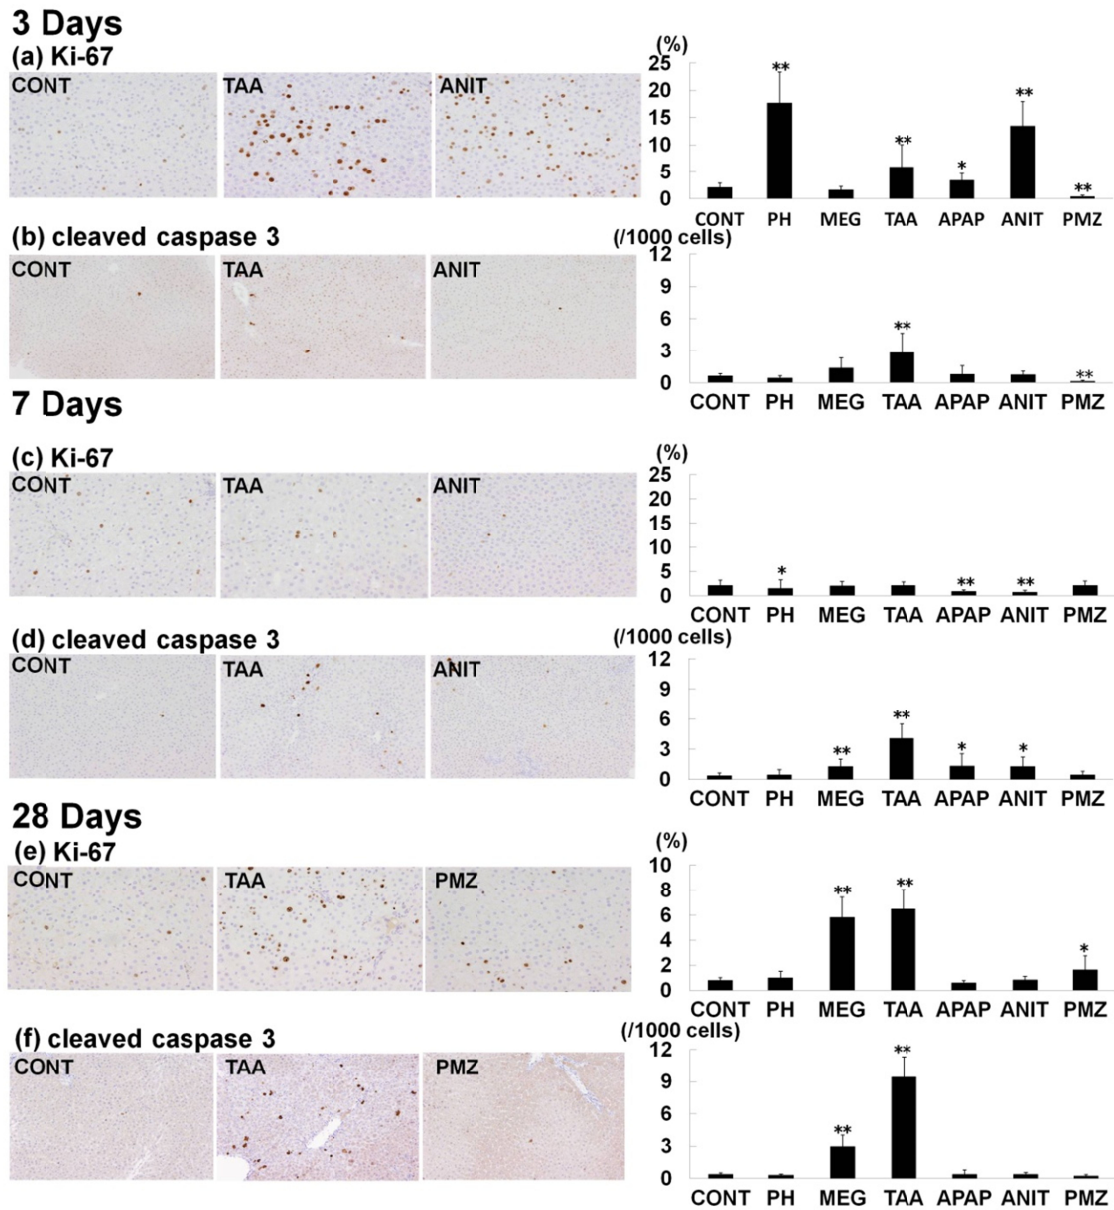 3 Days
(a) Ki-67
CONT TAA ANIT
(%)
25
20
15
10
5
0
** ** * ** **
CONT PH MEG TAA APAP ANIT PMZ
(b) cleaved caspase 3
CONT TAA ANIT
(/1000 cells)
12
9
6
3
0
** **
CONT PH MEG TAA APAP ANIT PMZ
7 Days
(c) Ki-67
CONT TAA ANIT
(%)
25
20
15
10
5
0
* ** **
CONT PH MEG TAA APAP ANIT PMZ
(d) cleaved caspase 3
CONT TAA ANIT
(/1000 cells)
12
9
6
3
0
** ** * *
CONT PH MEG TAA APAP ANIT PMZ
28 Days
(e) Ki-67
CONT TAA PMZ
(%)
10
8
6
4
2
0
** ** *
CONT PH MEG TAA APAP ANIT PMZ
(f) cleaved caspase 3
CONT TAA PMZ
(/1000 cells)
12
9
6
3
0
** **
CONT PH MEG TAA APAP ANIT PMZ